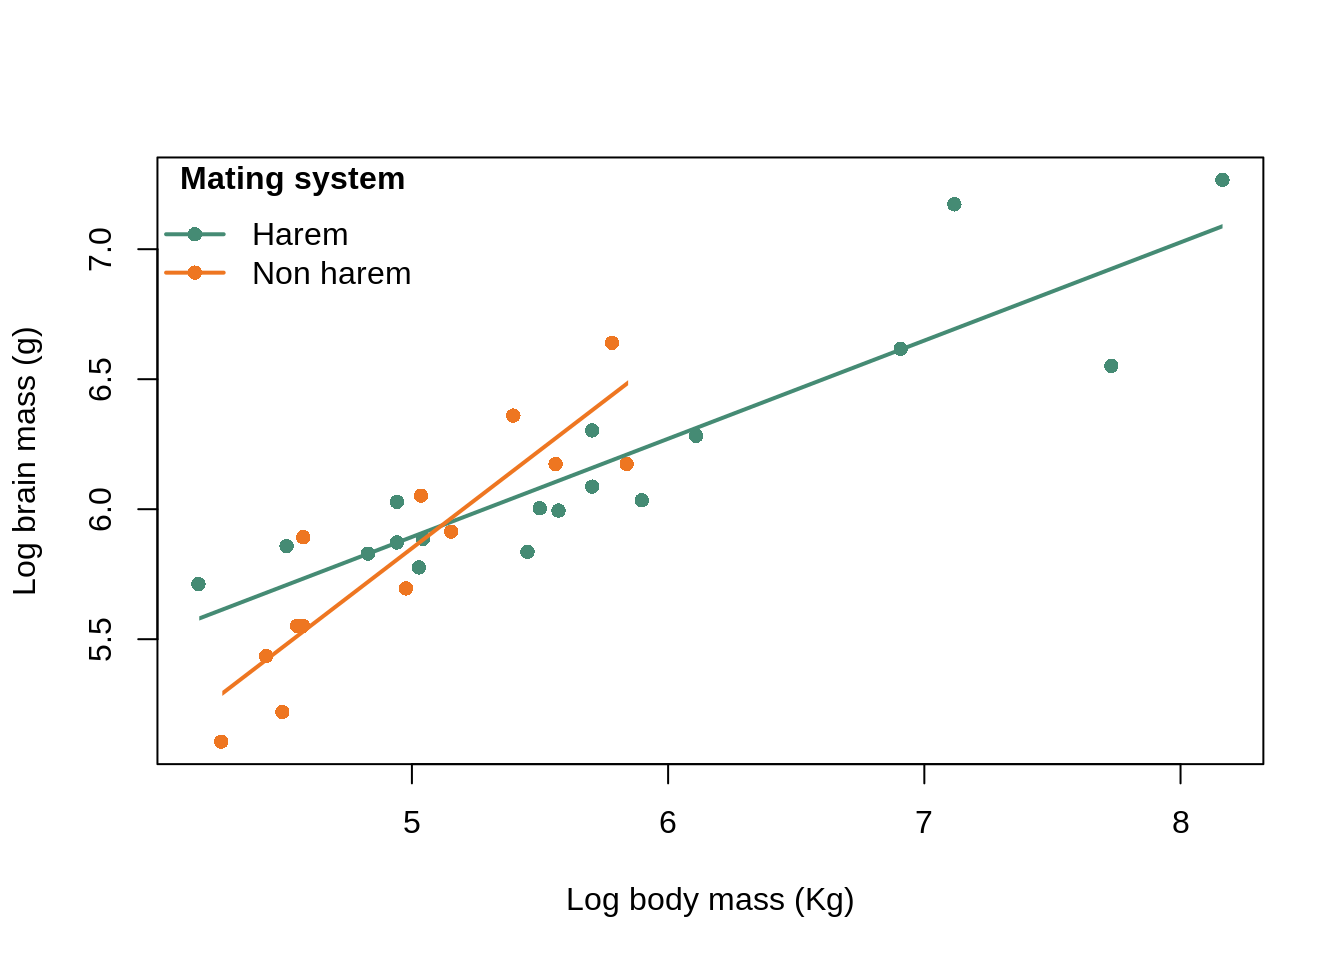 Mating system
Harem
Non harem
7.0
6.5
6.0
5.5
Log brain mass (g)
5 6 7 8
Log body mass (Kg)